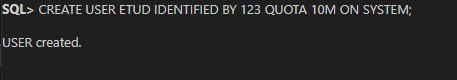 SQL> CREATE USER ETUD IDENTIFIED BY 123 QUOTA 10M ON SYSTEM;
USER created.